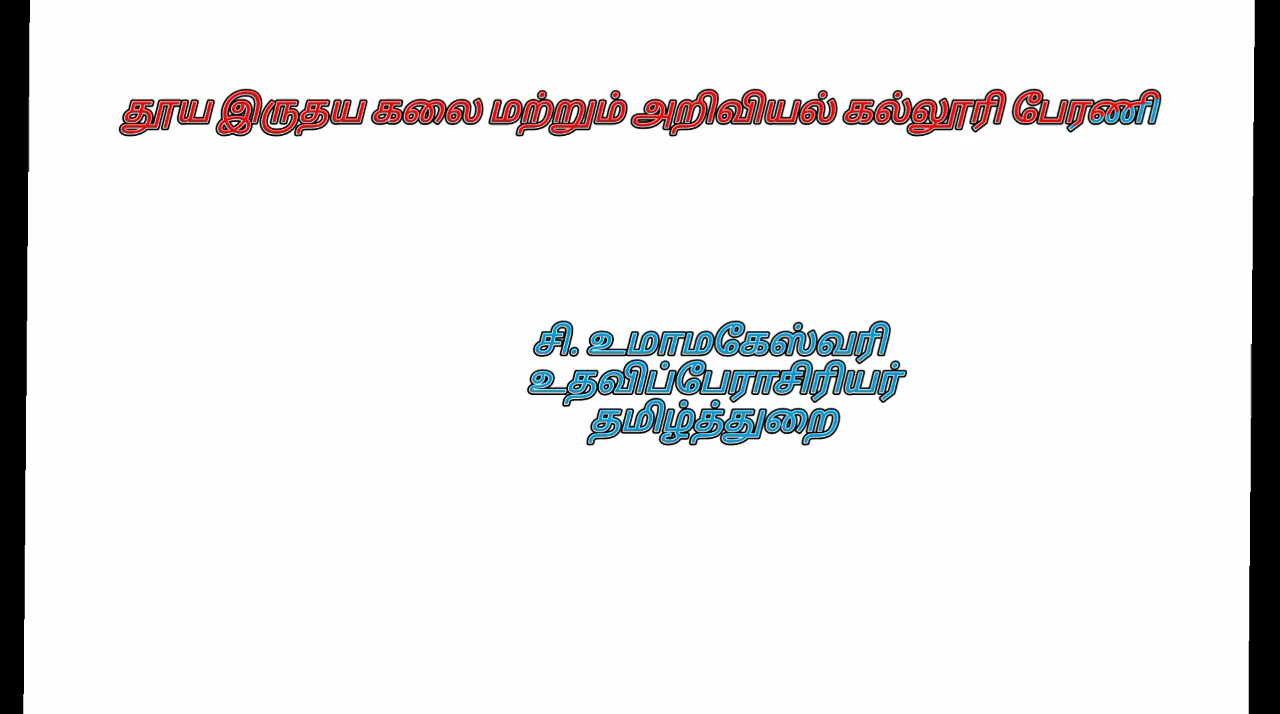 தூய இருதய கலை மற்றும் அறிவியல் கல்லூரி பேரணி
சி. உமாமகேஸ்வரி
உதவிப்பேராசிரியர்
தமிழ்த்துறை